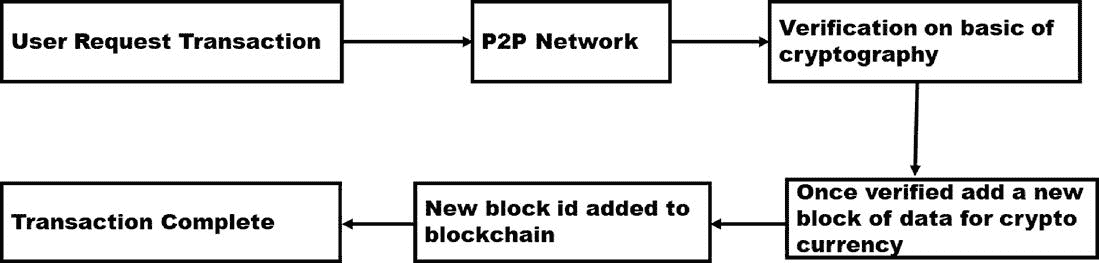 User Request Transaction
P2P Network
Verification on basic of
cryptography
Once verified add a new
block of data for crypto
currency
New block id added to
blockchain
Transaction Complete